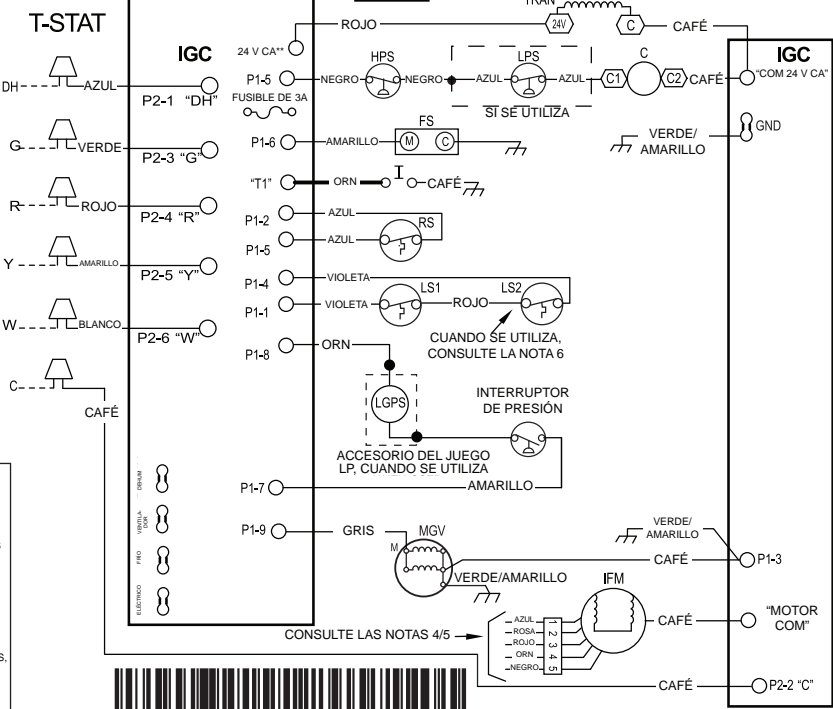 TRAN
T-STAT
ROJO
24V
C
CAFÉ
IGC
24 V CA**
HPS
LPS
C
IGC
DH
AZUL
P2-1 "DH"
P1-5
NEGRO
NEGRO
AZUL
AZUL
C1
C2
CAFÉ
"COM 24 V CA"
FUSIBLE DE 3A
SI SE UTILIZA
FS
G
VERDE
P2-3 "G"
P1-6
AMARILLO
M
C
VERDE/
AMARILLO
GND
"T1"
ORN
I
CAFÉ
R
ROJO
P2-4 "R"
P1-2
AZUL
RS
P1-5
AZUL
Y
AMARILLO
P2-5 "Y"
P1-4
VIOLETA
LS1
LS2
P1-1
VIOLETA
ROJO
W
BLANCO
P2-6 "W"
CUANDO SE UTILIZA,
CONSULTE LA NOTA 6
P1-8
ORN
C
CAFÉ
LGPS
INTERRUPTOR
DE PRESIÓN
ACCESORIO DEL JUEGO
LP, CUANDO SE UTILIZA
DEHUM
P1-7
AMARILLO
VENTILA-
DOR
P1-9
GRIS
MGV
M
VERDE/
AMARILLO
CAFÉ
P1-3
FRÍO
VERDE/AMARILLO
IFM
ELÉCTRICO
CONSULTE LAS NOTAS 4/5
AZUL 1
ROSA 2
ROJO 3
ORN 4
NEGRO 5
CAFÉ
"MOTOR
COM"
CAFÉ
P2-2 "C"